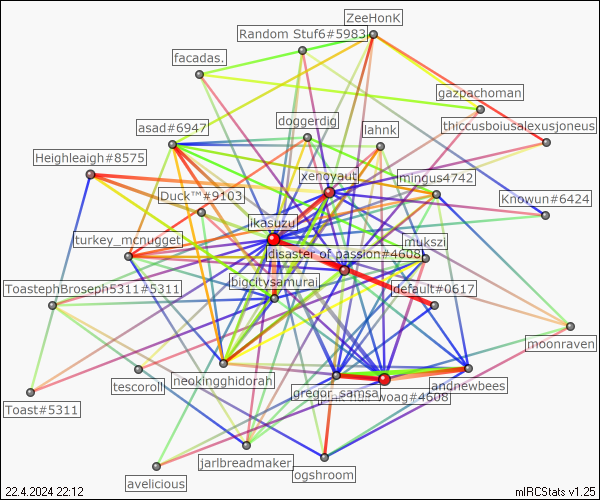 ZeeHonK
Random Stuf6#5983
facadas.
gazpachoman
doggerdig
thiccusboiusalexusjoneus
asad#6947
lahnk
Heighleaigh#8575
xenoyaut
mingus4742
Duck™#9103
Knowun#6424
ikasuzu
turkey_mcnugget
mukszi
disaster of passion#4608
ToastephBroseph5311#5311
bigcitysamurai
default#0617
moonraven
tescoroll
neokingghidorah
andnewbees
gregor_samsa
woag#4608
Toast#5311
jarlbreadmaker
ogshroom
avelicious
22.4.2024 22:12
mIRCStats v1.25